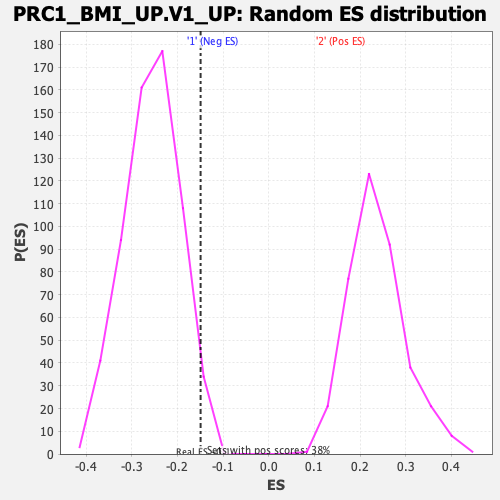 PRC1_BMI_UP.V1_UP: Random ES distribution
'1' (Neg ES) '2' (Pos ES)
180
170
160
150
140
130
120
110
100
90
80
70
60
50
40
30
20
10
0
P(ES)
Real ES
Sets with pos scores: 38%
-0.4 -0.3 -0.2 -0.1 0.0 0.1 0.2 0.3 0.4
ES